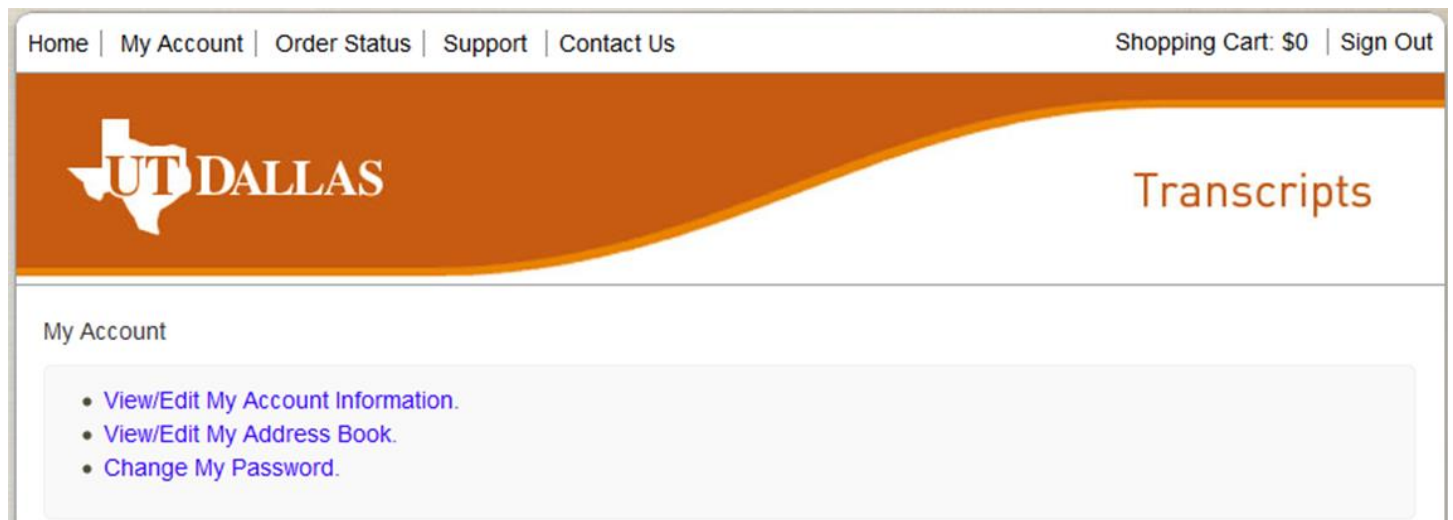 Home | My Account | Order Status | Support | Contact Us Shopping Cart: $0 | Sign Out
UT DALLAS
Transcripts
My Account
• View/Edit My Account Information.
• View/Edit My Address Book.
• Change My Password.